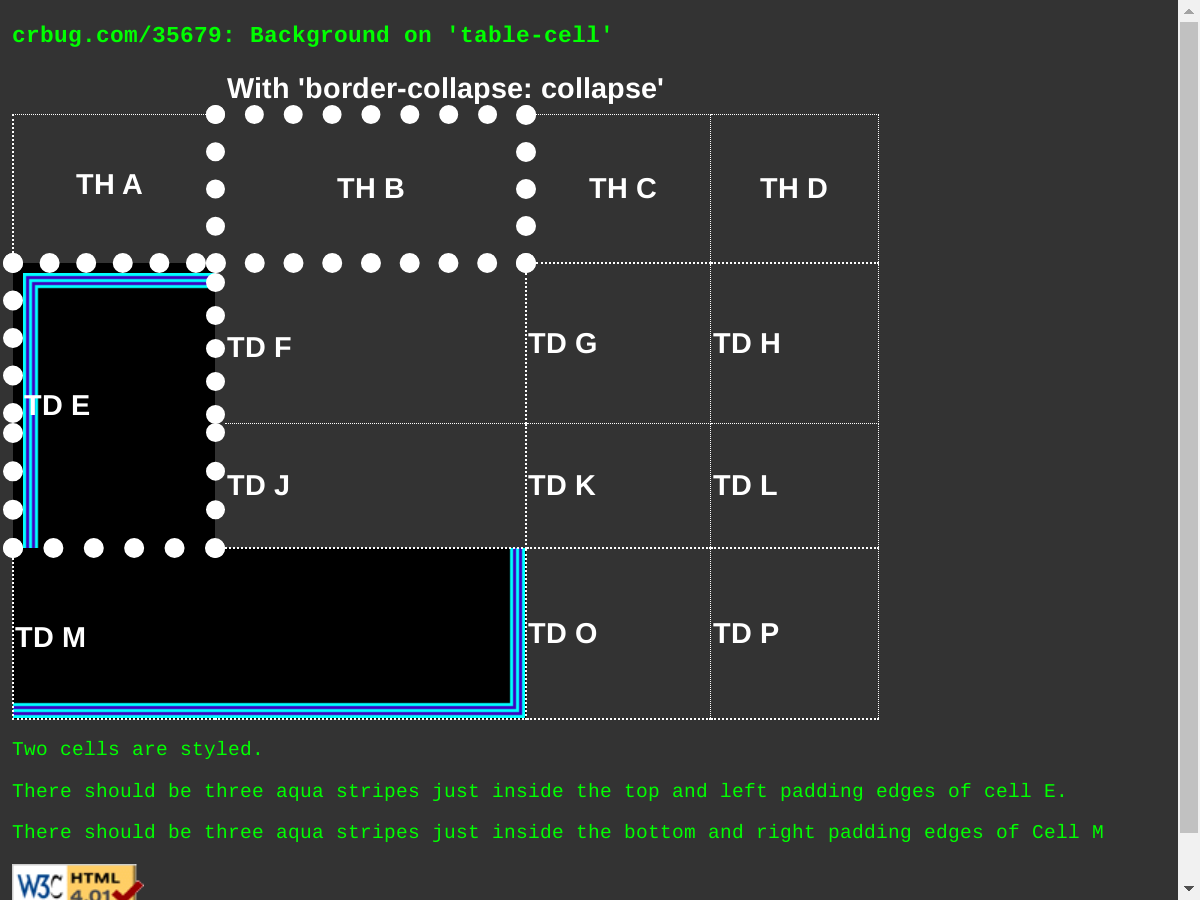 crbug.com/35679: Background on 'table-cell'
With 'border-collapse: collapse'
TH A TH B TH C TH D
TD E TD F TD G TD H
TD J TD K TD L
TD M TD O TD P
Two cells are styled.
There should be three aqua stripes just inside the top and left padding edges of cell E.
There should be three aqua stripes just inside the bottom and right padding edges of Cell M
W3C HTML
4.01